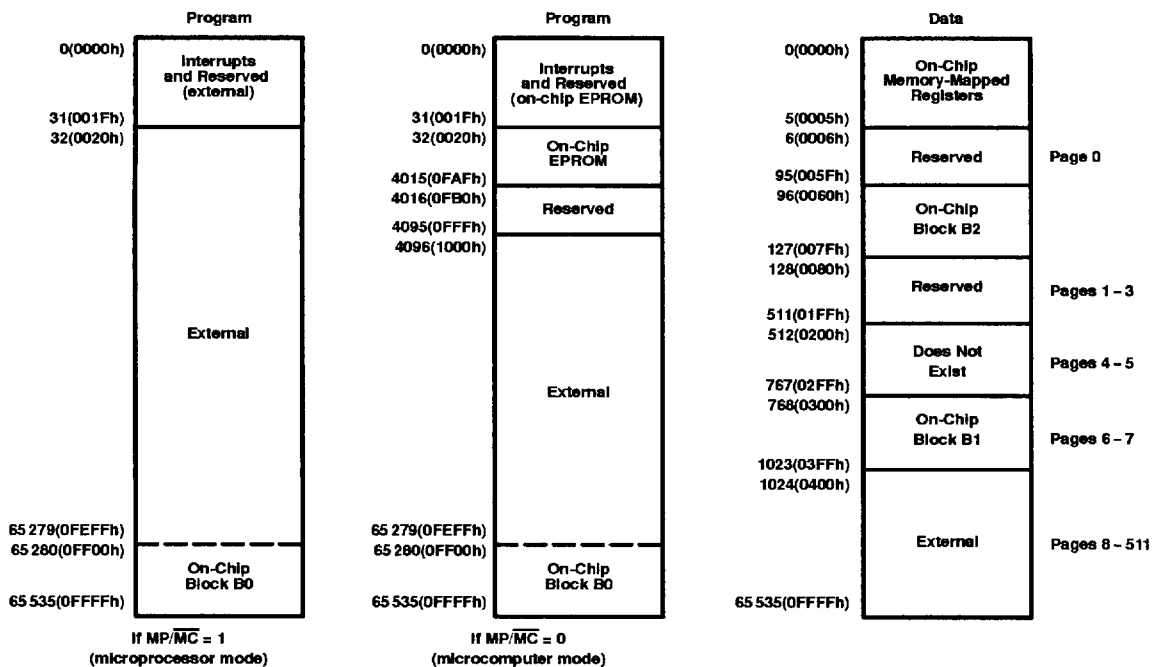 Program
0(0000h)
Interrupts
and Reserved
(external)
31(001Fh)
32(0020h)
External
65 279(0FEFFh)
65 280(0FF00h)
On-Chip
Block B0
65 535(0FFFFh)
If MP/MC = 1
(microprocessor mode)
Program
0(0000h)
Interrupts
and Reserved
(on-chip EPROM)
31(001Fh)
32(0020h)
On-Chip
EPROM
4015(0FAFh)
4016(0FB0h)
Reserved
4095(0FFFh)
4096(1000h)
External
65 279(0FEFFh)
65 280(0FF00h)
On-Chip
Block B0
65 535(0FFFFh)
If MP/MC = 0
(microcomputer mode)
Data
0(0000h)
On-Chip
Memory-Mapped
Registers
5(0005h)
6(0006h)
Reserved
Page 0
95(005Fh)
96(0060h)
On-Chip
Block B2
127(007Fh)
128(0080h)
Reserved
Pages 1 – 3
511(01FFh)
512(0200h)
Does Not
Exist
Pages 4 – 5
767(02FFh)
768(0300h)
On-Chip
Block B1
Pages 6 – 7
1023(03FFh)
1024(0400h)
External
Pages 8 – 511
65 535(0FFFFh)